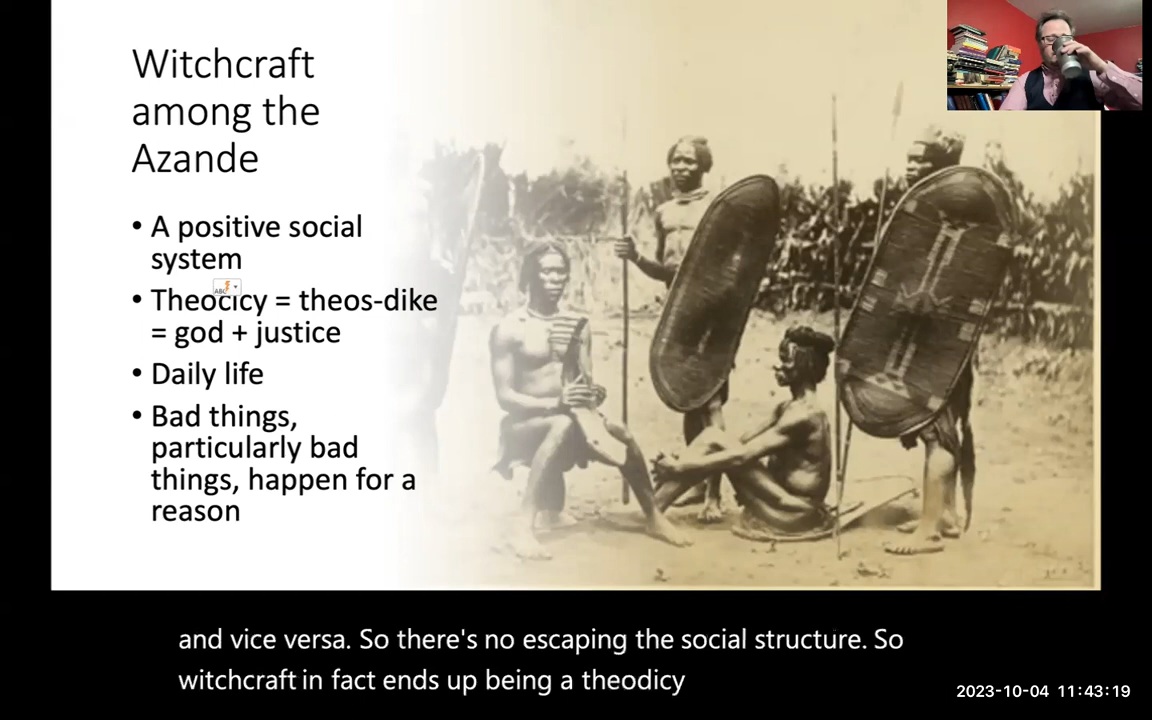 Witchcraft
among the
Azande
• A positive social
system
• Theocicy = theos-dike
= god + justice
• Daily life
• Bad things,
particularly bad
things, happen for a
reason
and vice versa. So there's no escaping the social structure. So
witchcraft in fact ends up being a theodicy
2023-10-04 11:43:19